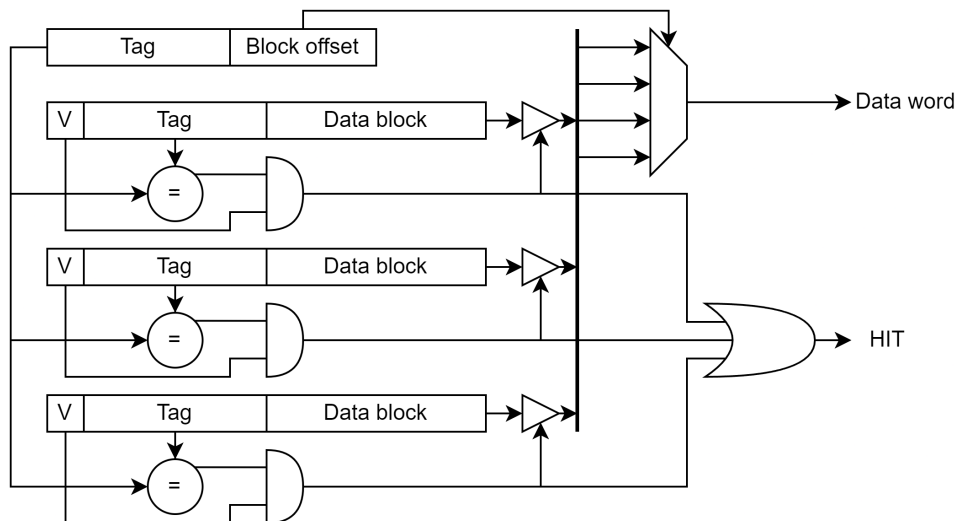 Tag Block offset
V Tag Data block
Data word
=
V Tag Data block
=
HIT
V Tag Data block
=